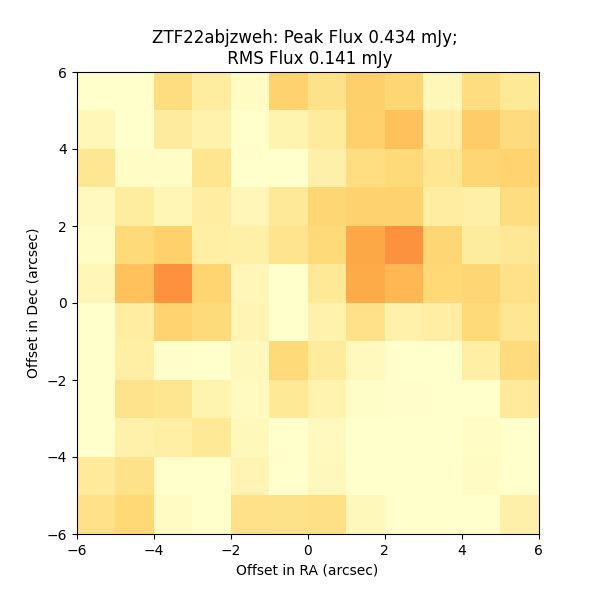 ZTF22abjzweh: Peak Flux 0.434 mJy;
RMS Flux 0.141 mJy
6
4
2
0
−2
−4
−6
Offset in Dec (arcsec)
−6 −4 −2 0 2 4 6
Offset in RA (arcsec)